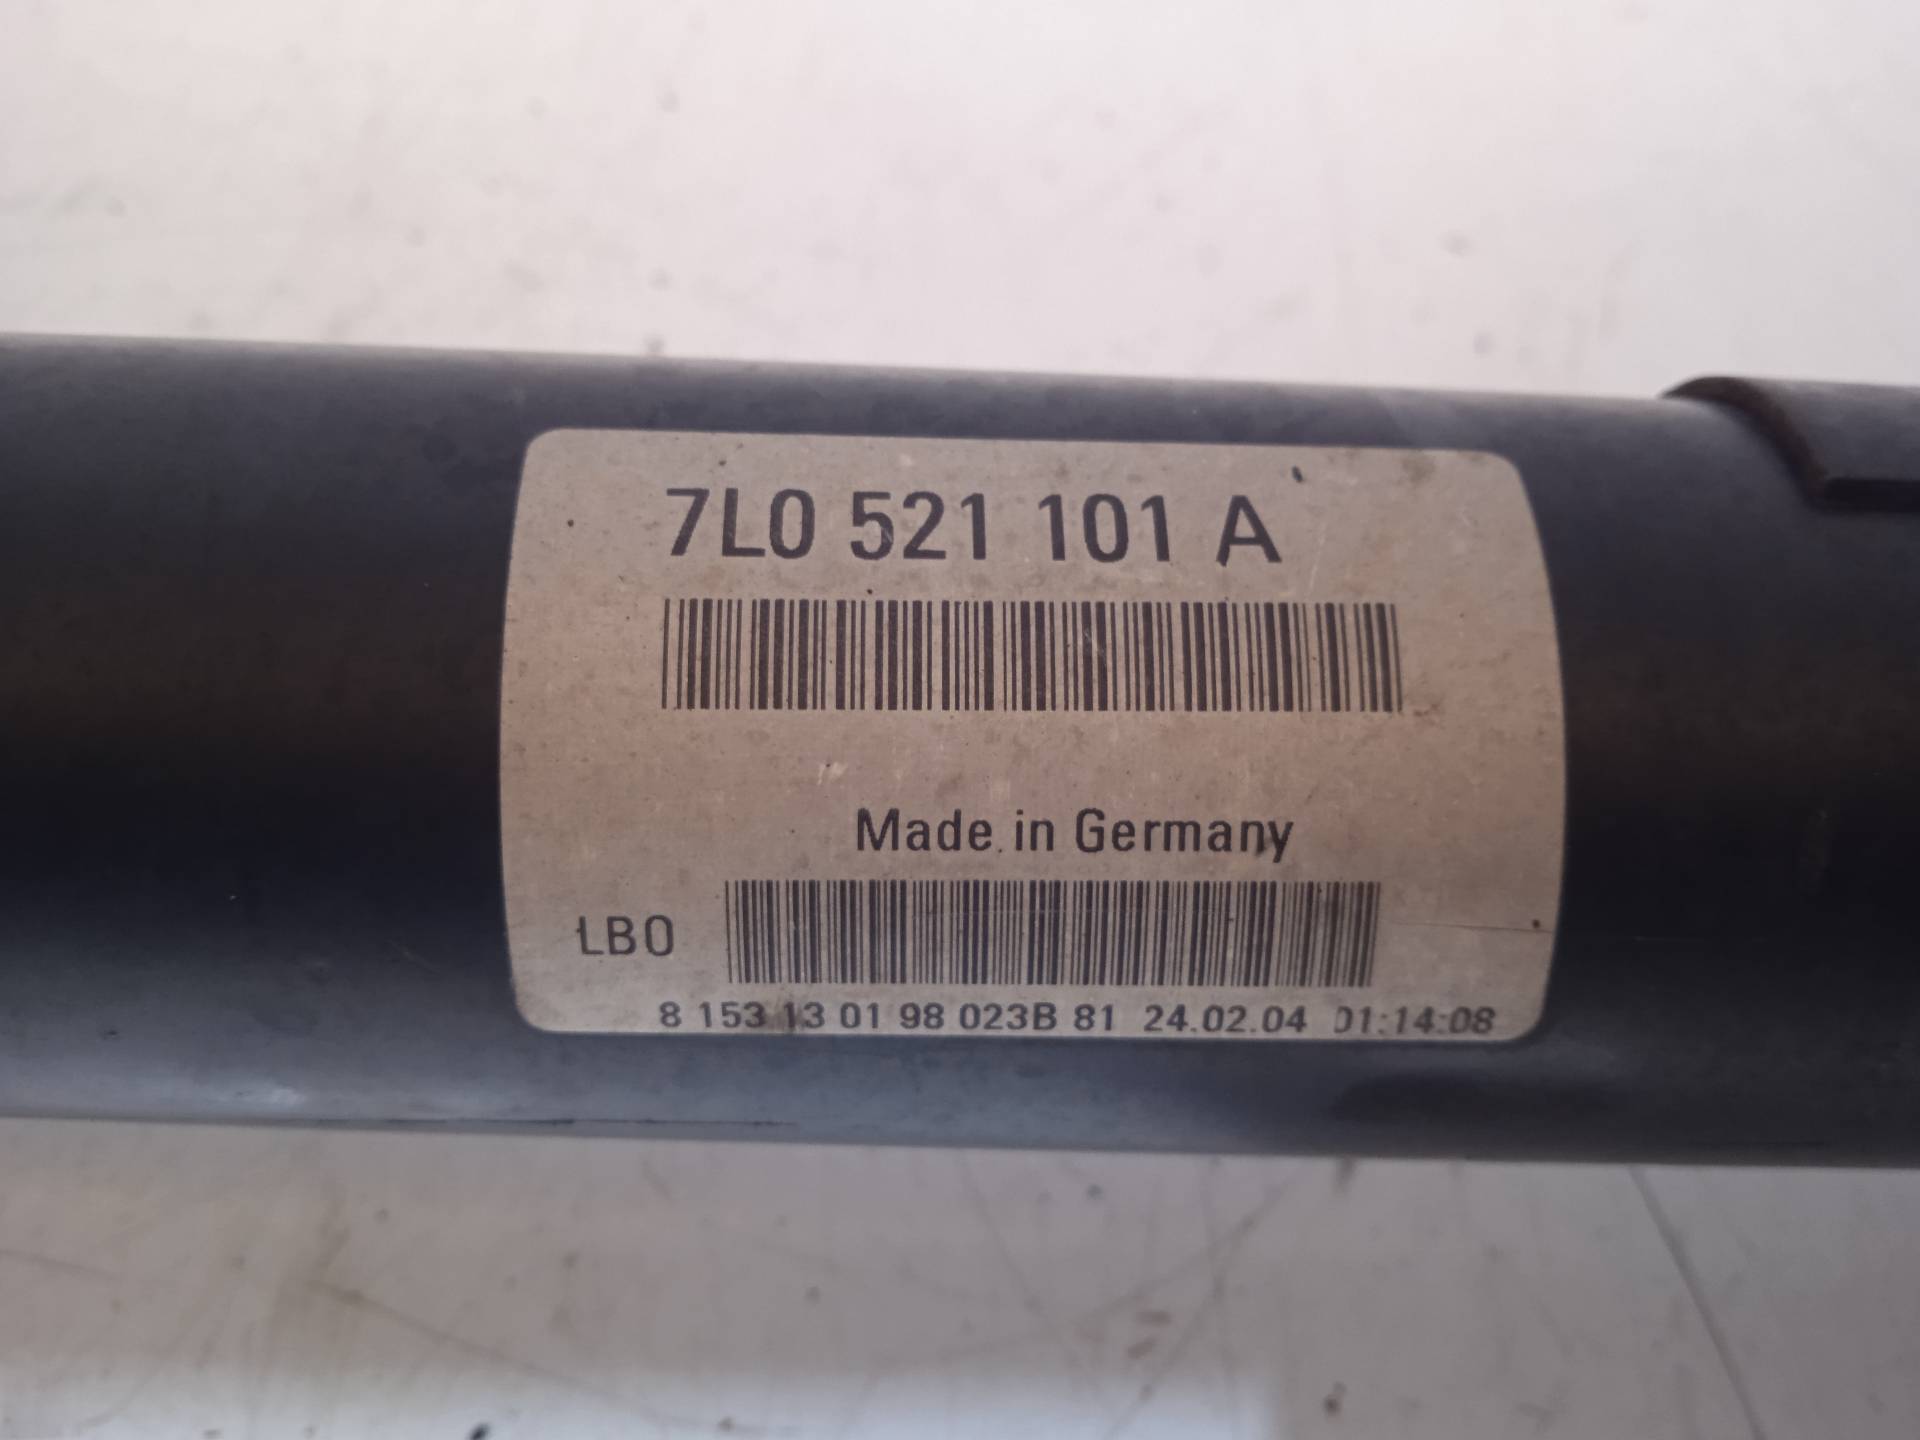 7L0 521 101 A
Made in Germany
LB0
8 153 13 01 98 023B 81 24.02.04 01:14:08